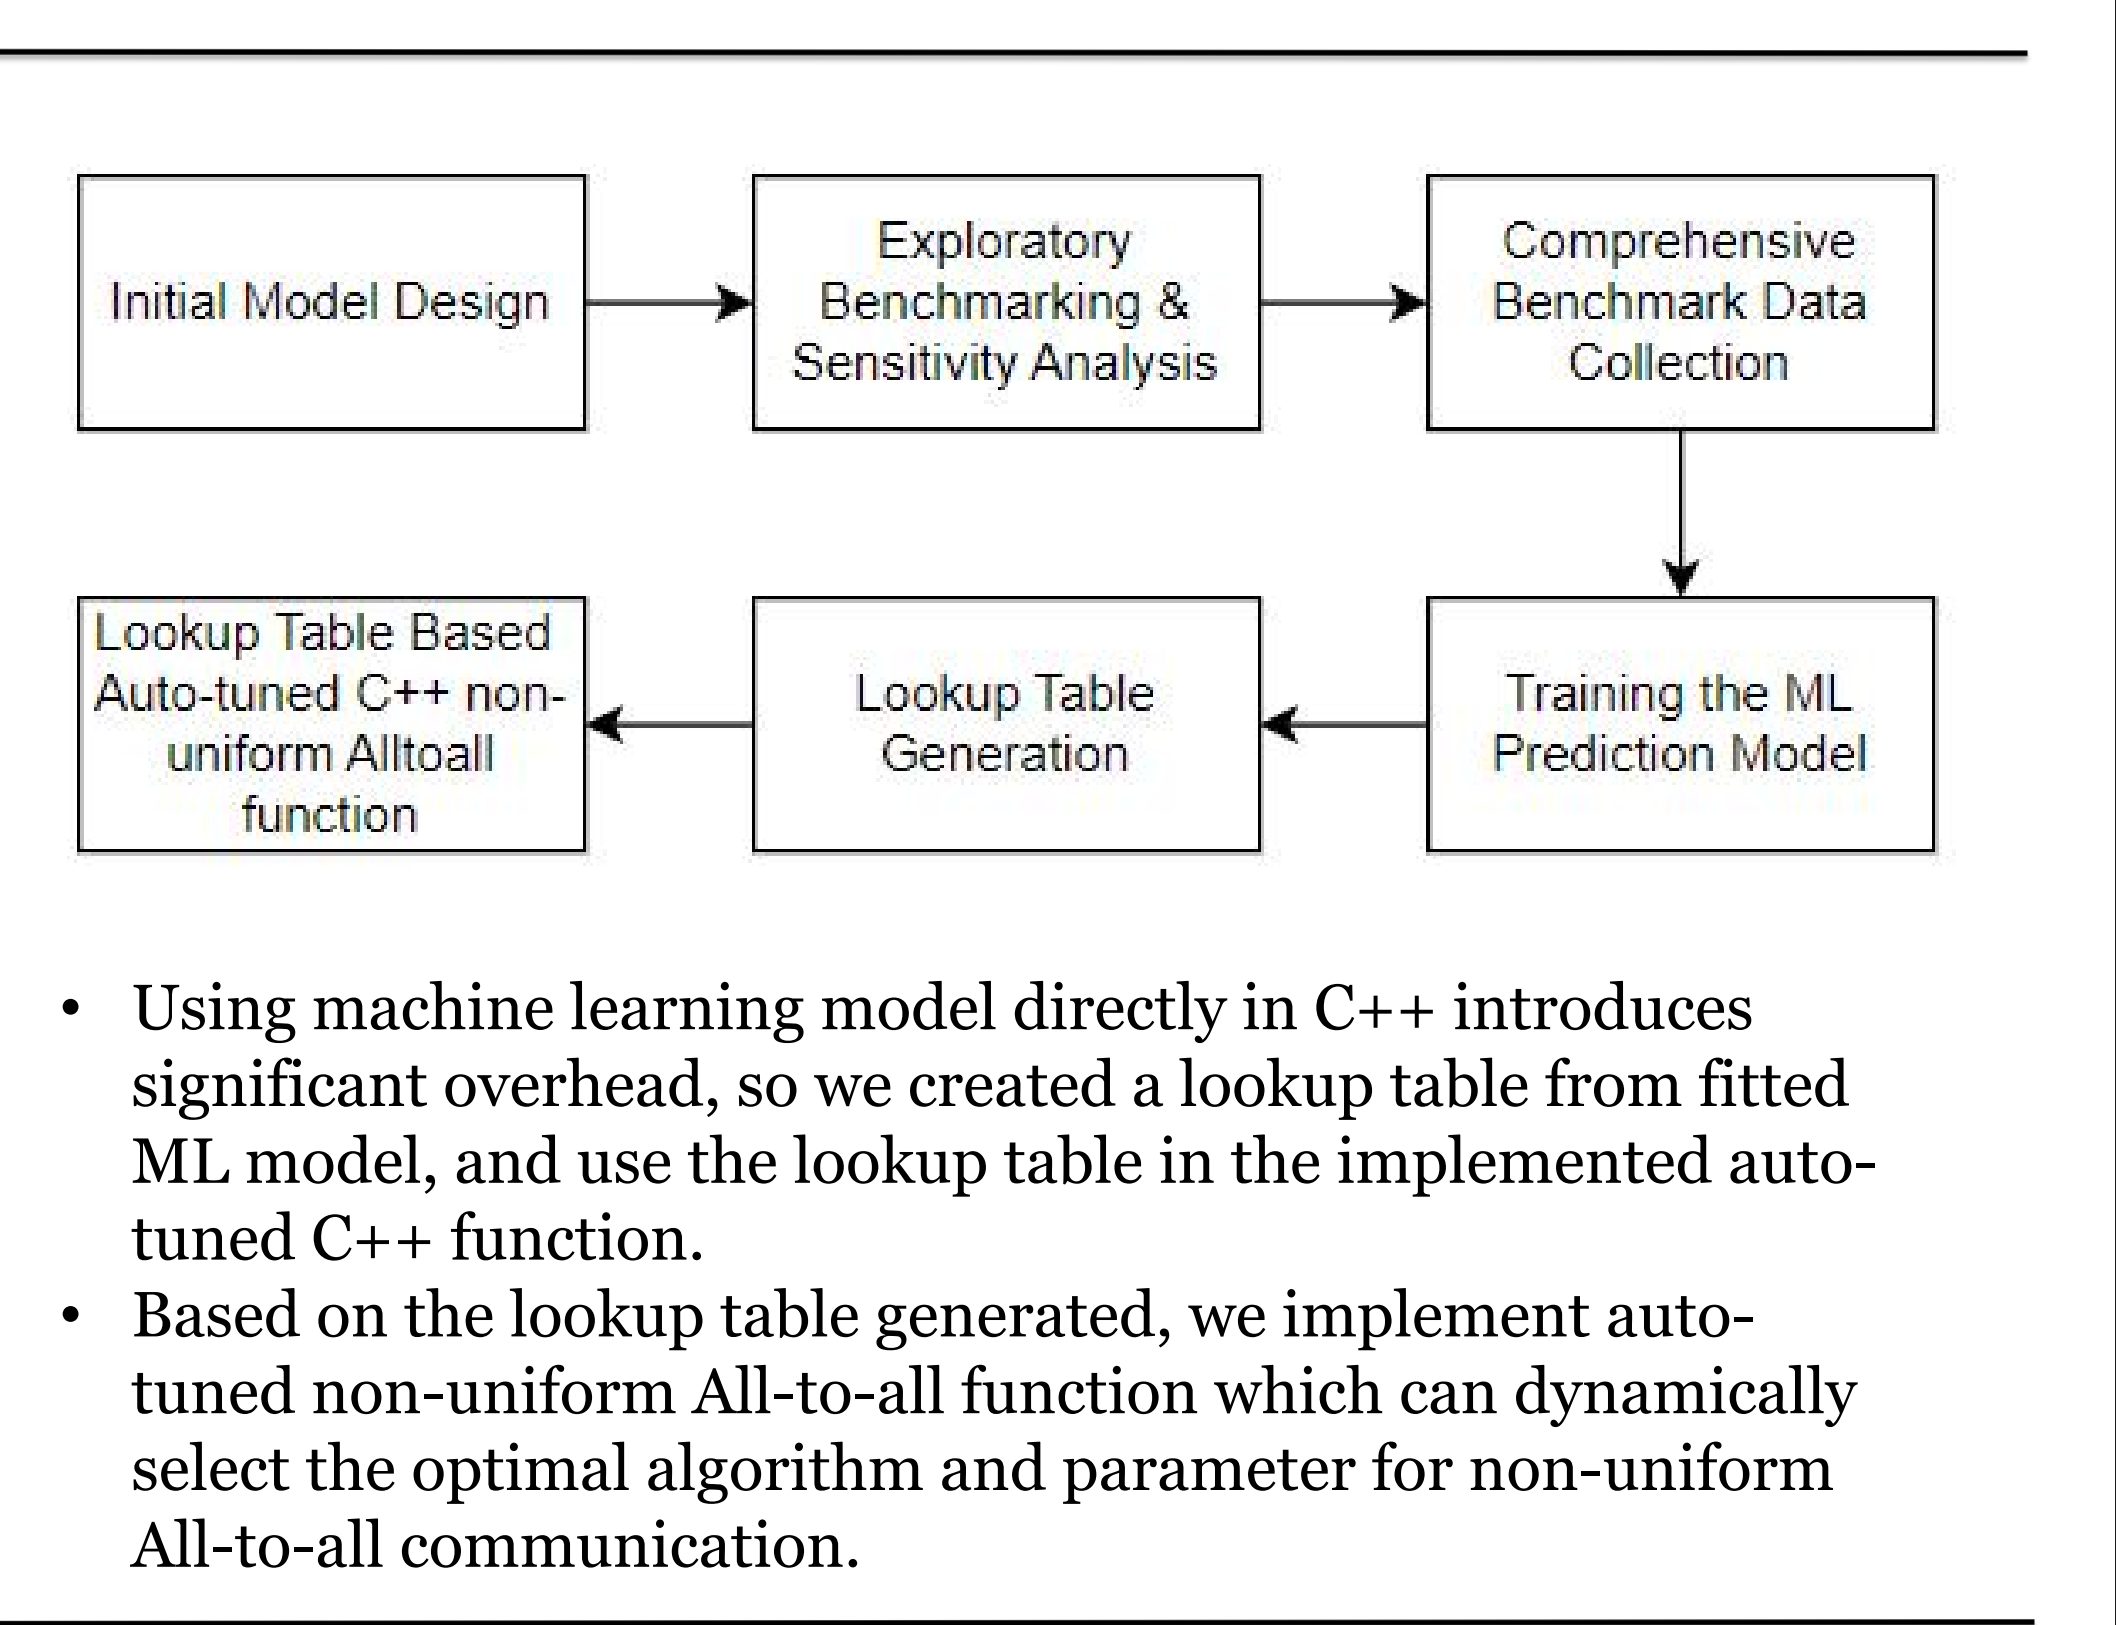 Initial Model Design
Exploratory
Benchmarking &
Sensitivity Analysis
Comprehensive
Benchmark Data
Collection
Training the ML
Prediction Model
Lookup Table
Generation
Lookup Table Based
Auto-tuned C++ non-
uniform Alltoall
function
• Using machine learning model directly in C++ introduces
significant overhead, so we created a lookup table from fitted
ML model, and use the lookup table in the implemented auto-
tuned C++ function.
• Based on the lookup table generated, we implement auto-
tuned non-uniform All-to-all function which can dynamically
select the optimal algorithm and parameter for non-uniform
All-to-all communication.